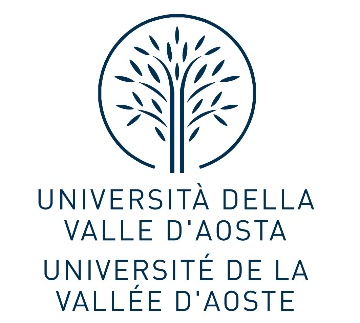 UNIVERSITÀ DELLA
VALLE D'AOSTA
UNIVERSITÉ DE LA
VALLÉE D'AOSTE